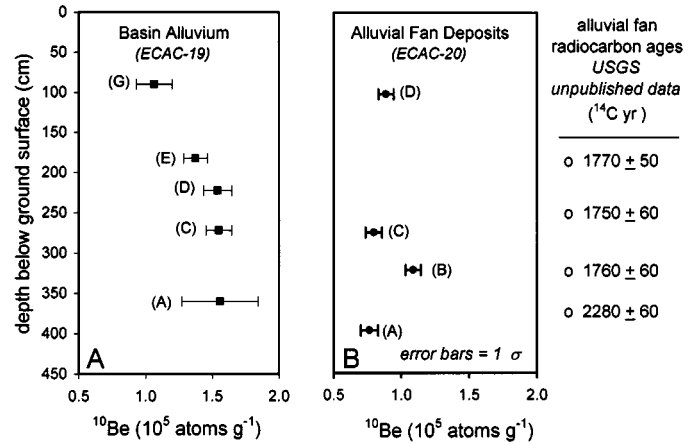 Basin Alluvium
(ECAC-19)
0
50
100
150
200
250
300
350
400
450
depth below ground surface (cm)
(G)
(E)
(D)
(C)
(A)
A
0.5
1.0
1.5
2.0
¹⁰Be (10⁵ atoms g⁻¹)
Alluvial Fan Deposits
(ECAC-20)
(D)
(C)
(B)
(A)
B
error bars = 1 σ
0.5
1.0
1.5
2.0
¹⁰Be (10⁵ atoms g⁻¹)
alluvial fan
radiocarbon ages
USGS
unpublished data
(¹⁴C yr )
o 1770 ± 50
o 1750 ± 60
o 1760 ± 60
o 2280 ± 60